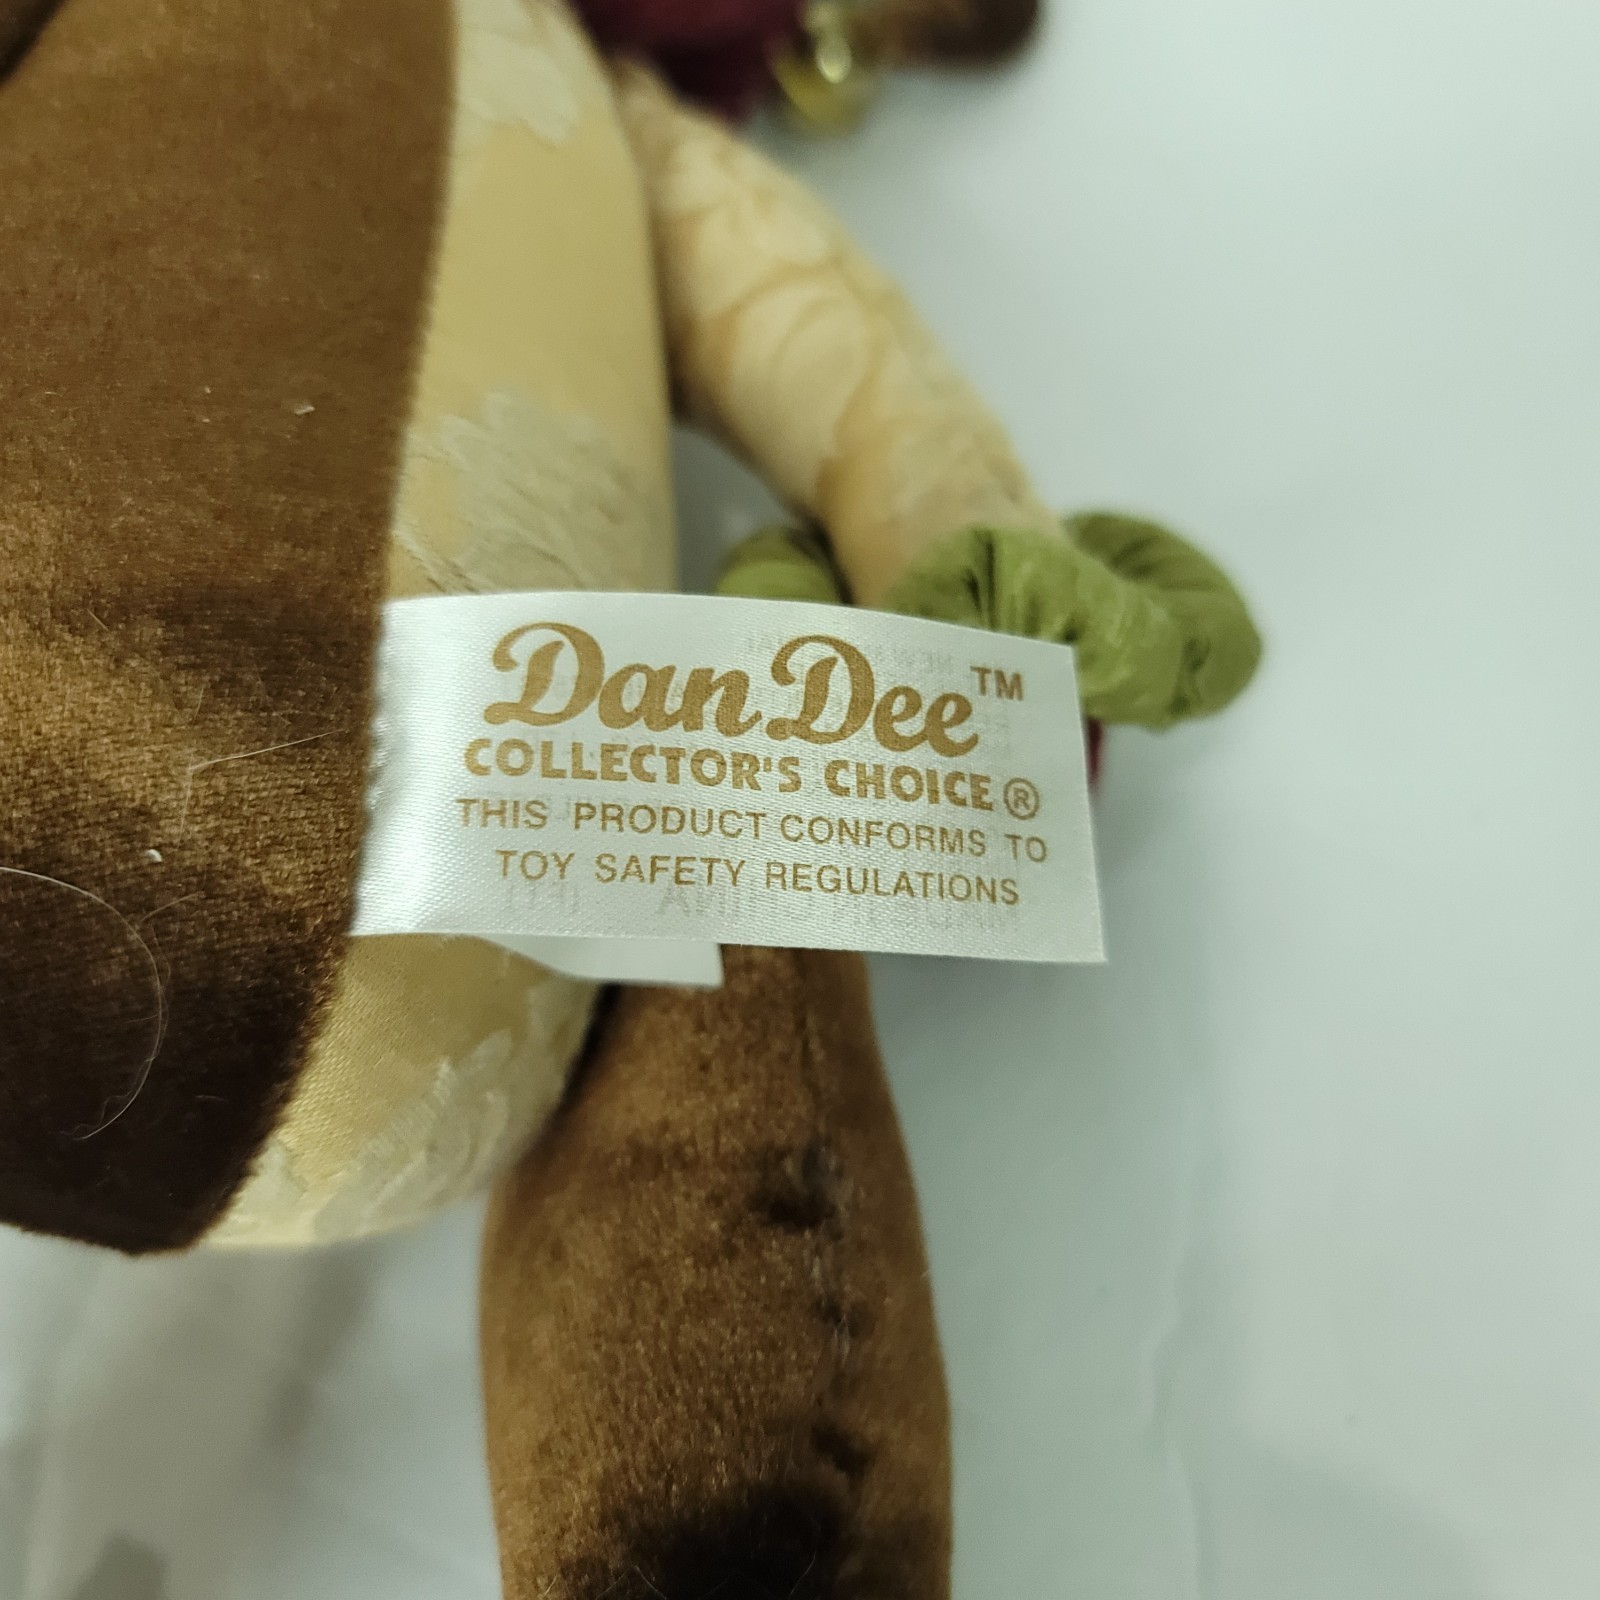 Dan Dee™
COLLECTOR'S CHOICE®
THIS PRODUCT CONFORMS TO
TOY SAFETY REGULATIONS